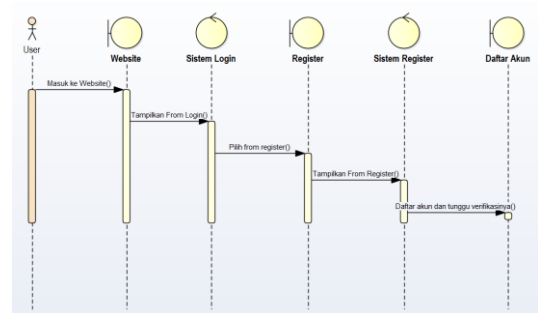 User
Website
Sistem Login
Register
Sistem Register
Daftar Akun
Masuk ke Website()
Tampilkan From Login()
Pilih from register()
Tampilkan From Register()
Daftar akun dan tunggu verifikasinya()